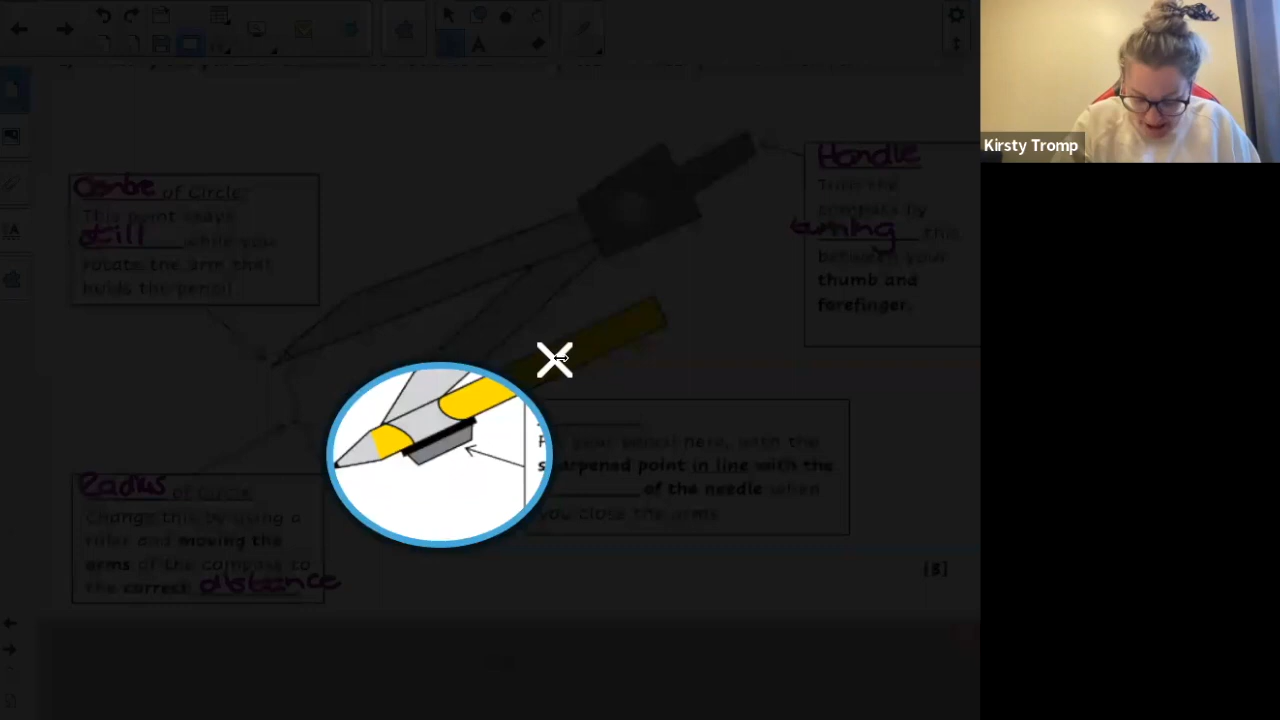 Kirsty Tromp
Handle
Turn the
compass by
turning this
between your
thumb and
forefinger.
Centre of Circle
This point stays
still while you
rotate the arm that
holds the pencil
your pencil here, with the
sharpened point in line with the
of the needle when
you close the arms
Radius of Circle
Change this by using a
ruler and moving the
arms of the compass to
the correct distance
[5]